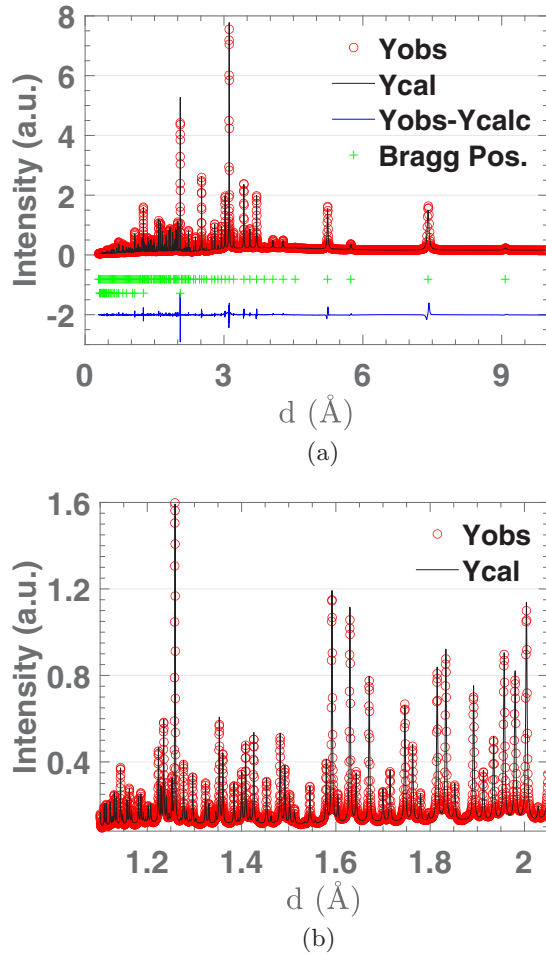 8
6
4
2
0
-2
Intensity (a.u.)
Yobs
Ycal
Yobs-Ycalc
Bragg Pos.
0 3 6 9
d (Å)
(a)
1.6
1.2
0.8
0.4
Intensity (a.u.)
Yobs
Ycal
1.2 1.4 1.6 1.8 2
d (Å)
(b)